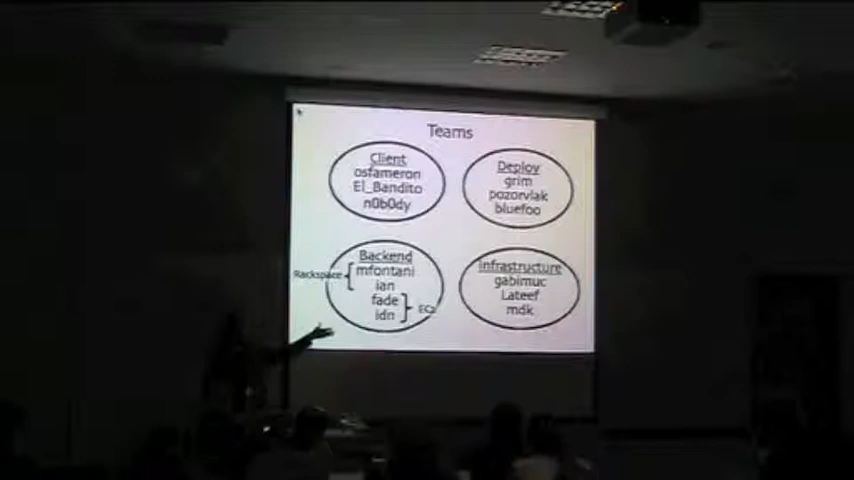 Teams
Client
osfameron
El_Bandito
n0b0dy
Deploy
grim
pozorvlak
bluefoo
Backend
mfontani
ian
fade
idn
Rackspace
EC2
Infrastructure
gabimuc
Lateef
mdk